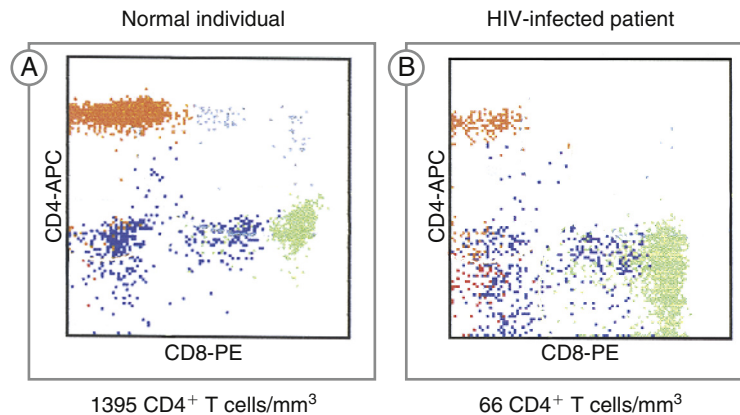 Normal individual
A
CD4-APC
CD8-PE
1395 CD4⁺ T cells/mm³
HIV-infected patient
B
CD4-APC
CD8-PE
66 CD4⁺ T cells/mm³